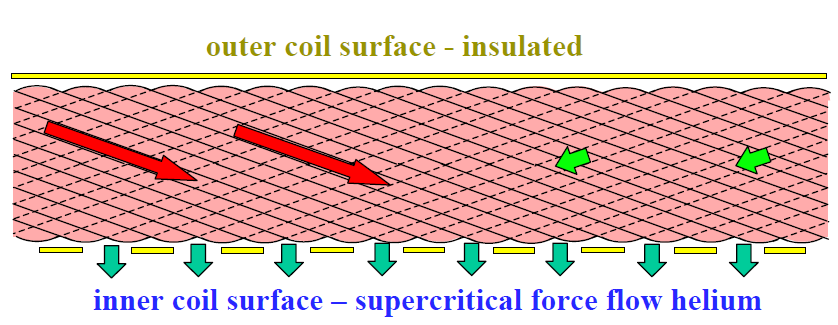 outer coil surface - insulated
inner coil surface – supercritical force flow helium